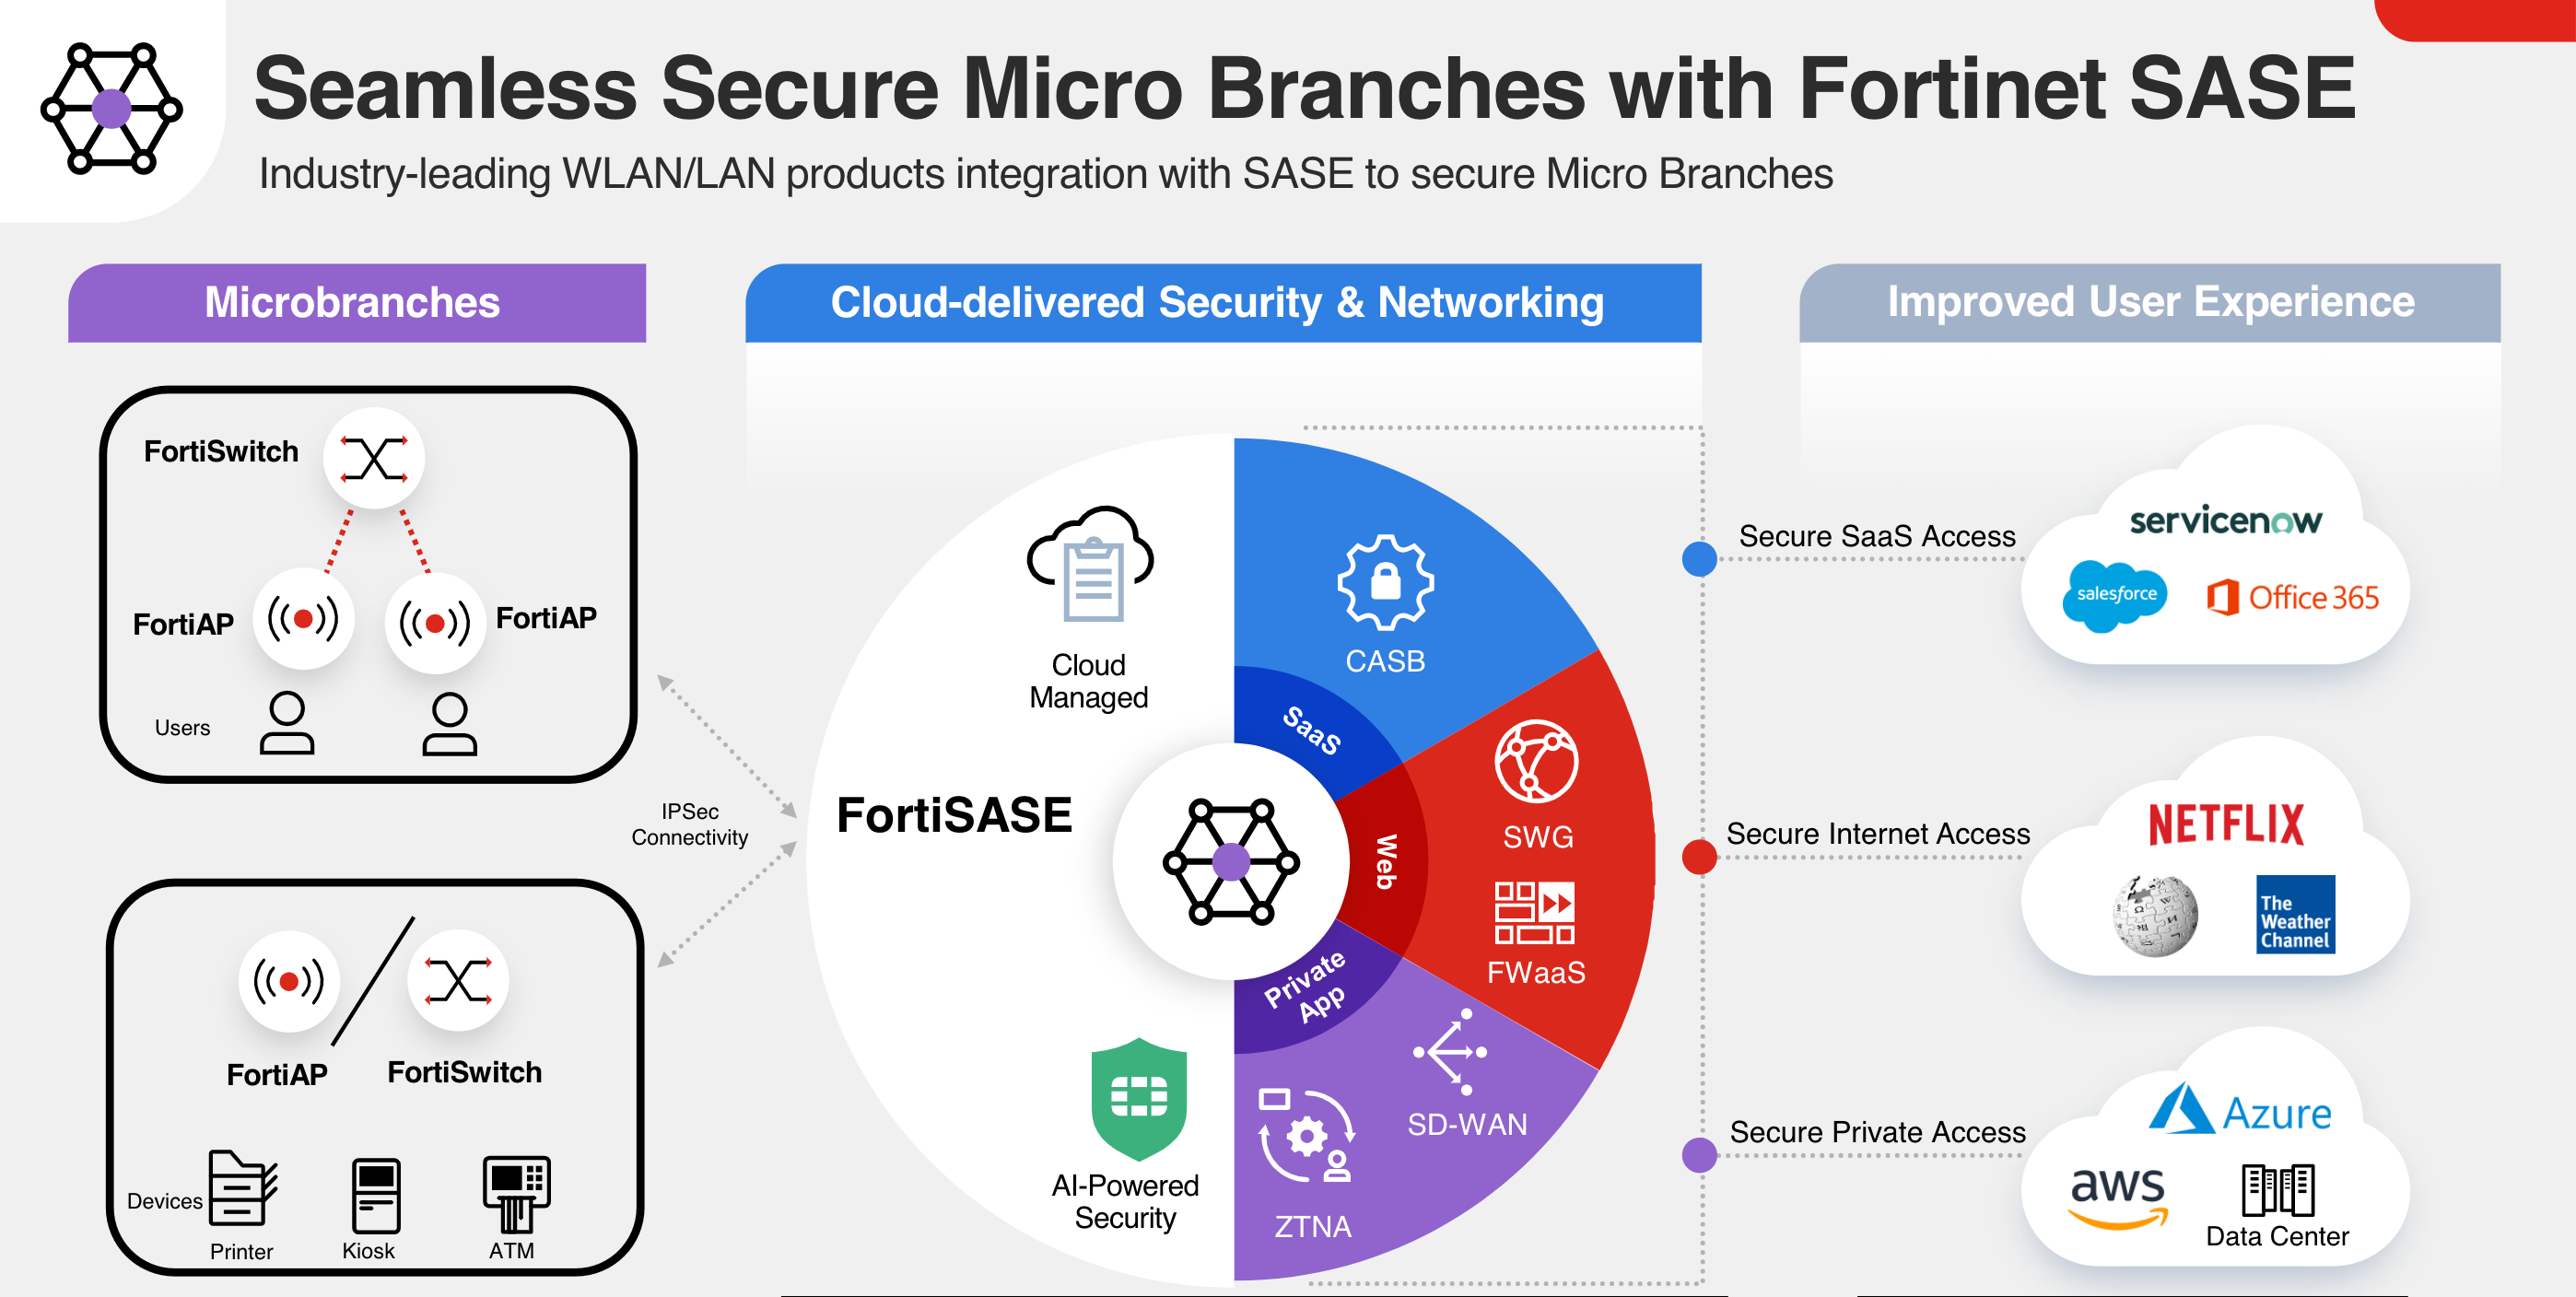 Seamless Secure Micro Branches with Fortinet SASE
Industry-leading WLAN/LAN products integration with SASE to secure Micro Branches
Microbranches
FortiSwitch
FortiAP
FortiAP
Users
IPSec
Connectivity
FortiAP
FortiSwitch
Devices
Printer
Kiosk
ATM
Cloud-delivered Security & Networking
Cloud
Managed
FortiSASE
AI-Powered
Security
SaaS
CASB
Web
SWG
FWaaS
Private
App
SD-WAN
ZTNA
Improved User Experience
Secure SaaS Access
servicenow
salesforce
Office 365
Secure Internet Access
NETFLIX
The
Weather
Channel
Secure Private Access
Azure
aws
Data Center